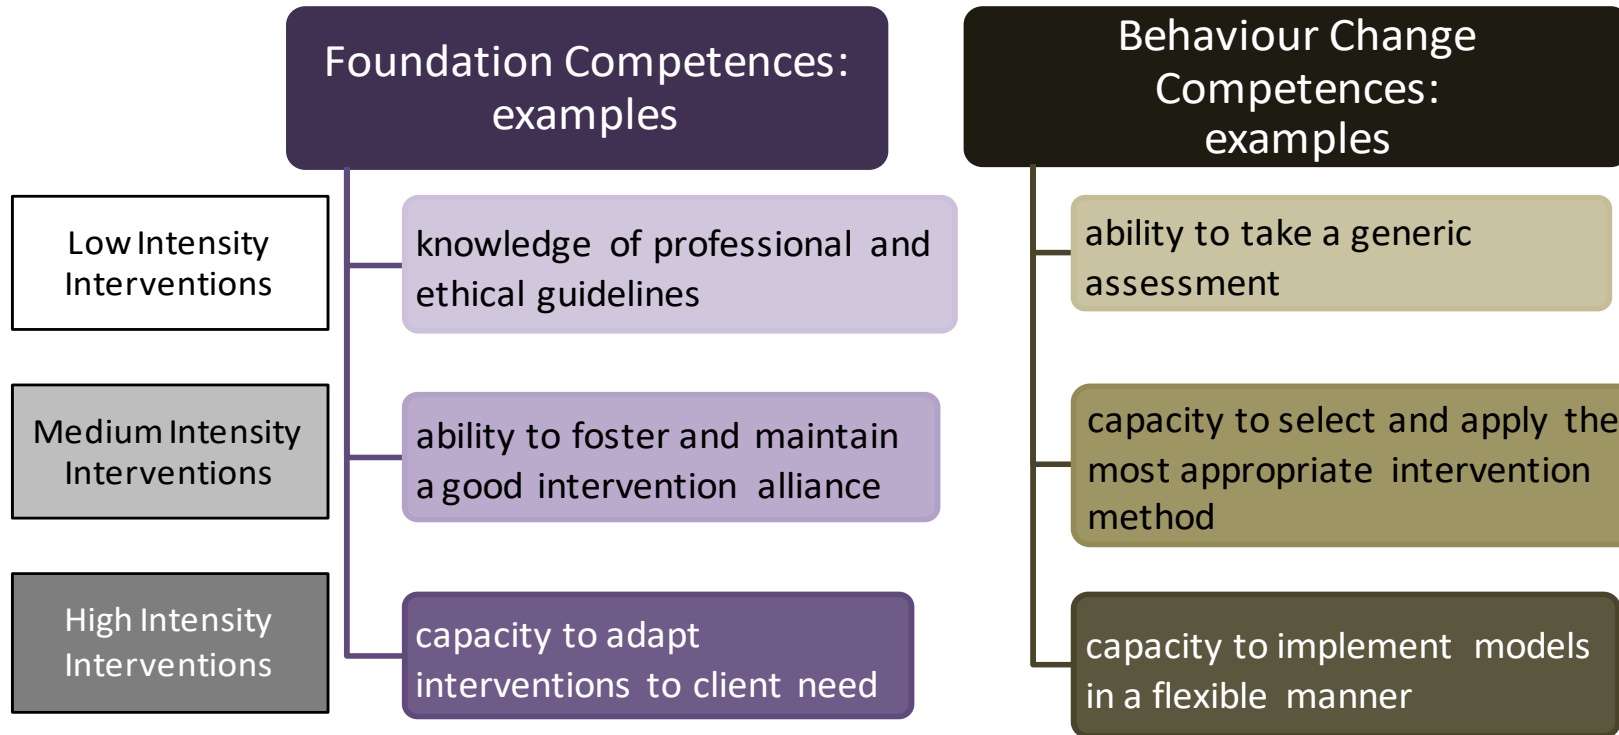 Foundation Competences:
examples
Behaviour Change
Competences:
examples
Low Intensity
Interventions
knowledge of professional and
ethical guidelines
ability to take a generic
assessment
Medium Intensity
Interventions
ability to foster and maintain
a good intervention alliance
capacity to select and apply the
most appropriate intervention
method
High Intensity
Interventions
capacity to adapt
interventions to client need
capacity to implement models
in a flexible manner